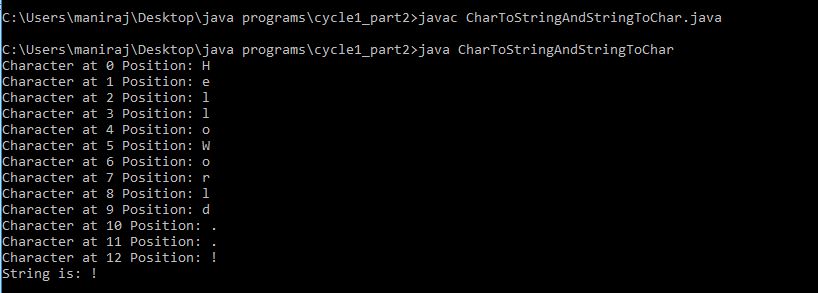 C:\Users\maniraj\Desktop\java programs\cycle1_part2>javac CharToStringAndStringToChar.java
C:\Users\maniraj\Desktop\java programs\cycle1_part2>java CharToStringAndStringToChar
Character at 0 Position: H
Character at 1 Position: e
Character at 2 Position: l
Character at 3 Position: l
Character at 4 Position: o
Character at 5 Position: W
Character at 6 Position: o
Character at 7 Position: r
Character at 8 Position: l
Character at 9 Position: d
Character at 10 Position: .
Character at 11 Position: .
Character at 12 Position: !
String is: !